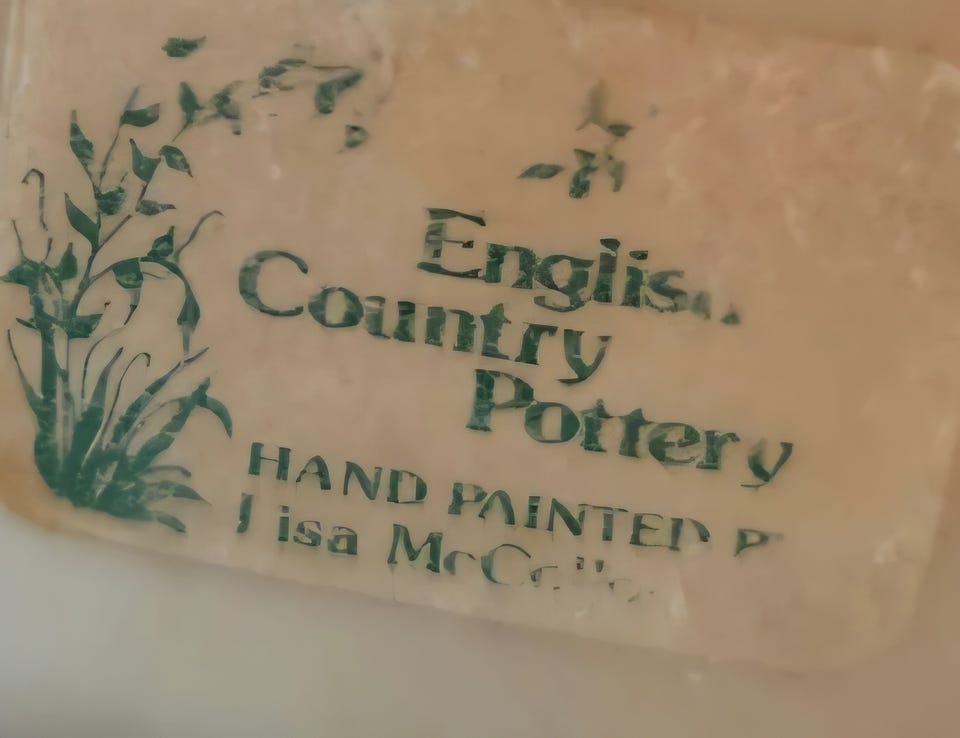 Englis
Country
Pottery
HAND PAINTED
Lisa